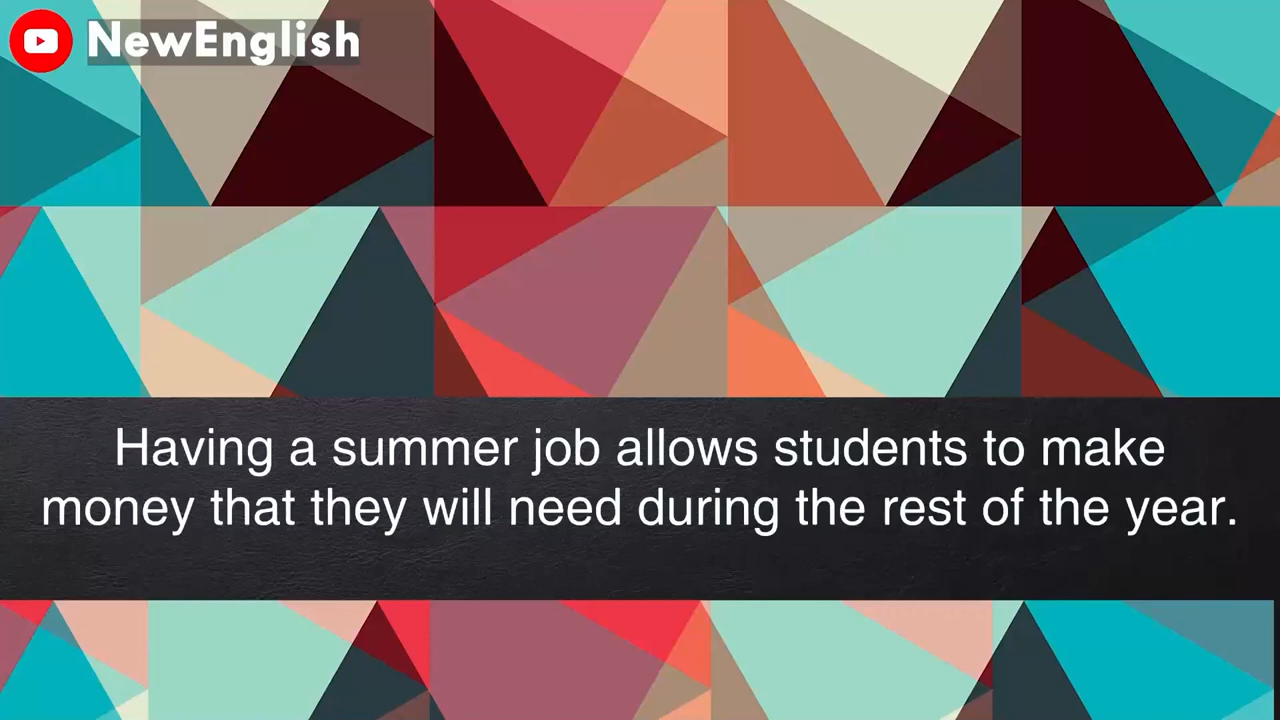 NewEnglish
Having a summer job allows students to make
money that they will need during the rest of the year.